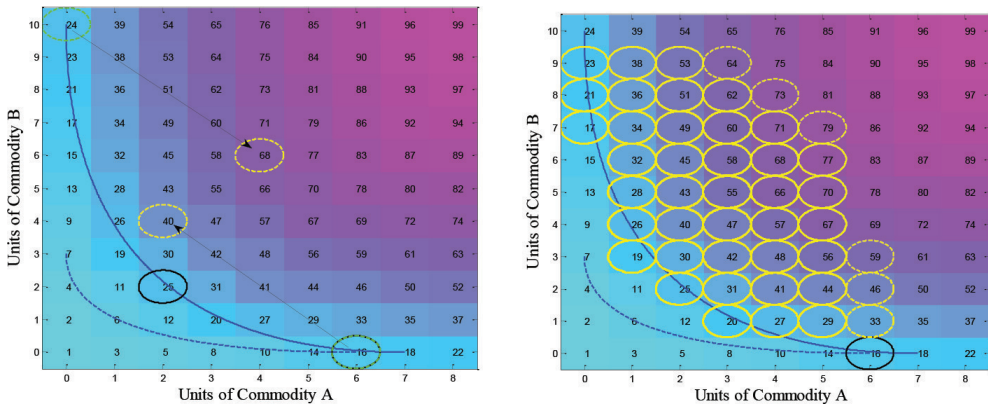 Units of Commodity B
10 24 39 54 65 76 85 91 96 99
9 23 38 53 64 75 84 90 95 98
8 21 36 51 62 73 81 88 93 97
7 17 34 49 60 71 79 86 92 94
6 15 32 45 58 68 77 83 87 89
5 13 28 43 55 66 70 78 80 82
4 9 26 40 47 57 67 69 72 74
3 7 19 30 42 48 56 59 61 63
2 4 11 25 31 41 44 46 50 52
1 2 6 12 20 27 29 33 35 37
0 1 3 5 8 10 14 16 18 22
0 1 2 3 4 5 6 7 8
Units of Commodity A
Units of Commodity B
10 24 39 54 65 76 85 91 96 99
9 23 38 53 64 75 84 90 95 98
8 21 36 51 62 73 81 88 93 97
7 17 34 49 60 71 79 86 92 94
6 15 32 45 58 68 77 83 87 89
5 13 28 43 55 66 70 78 80 82
4 9 26 40 47 57 67 69 72 74
3 7 19 30 42 48 56 59 61 63
2 4 11 25 31 41 44 46 50 52
1 2 6 12 20 27 29 33 35 37
0 1 3 5 8 10 14 16 18 22
0 1 2 3 4 5 6 7 8
Units of Commodity A